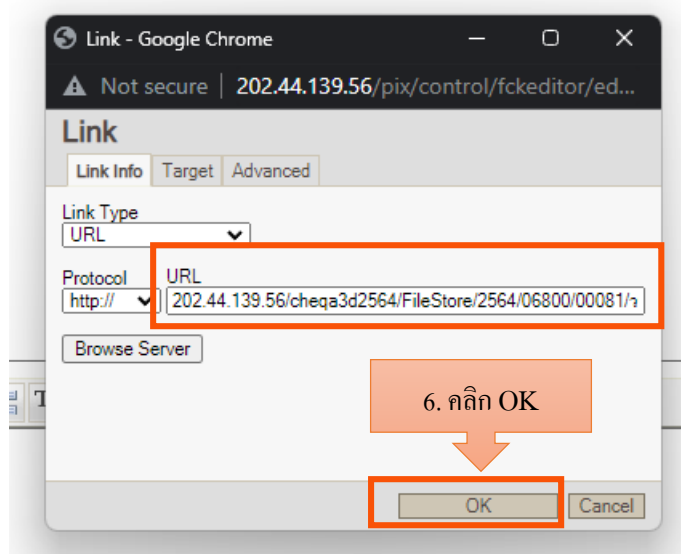 Link - Google Chrome
Not secure | 202.44.139.56/pix/control/fckeditor/ed...
Link
Link Info Target Advanced
Link Type
URL
Protocol URL
http:// 202.44.139.56/cheqa3d2564/FileStore/2564/06800/00081/ร
Browse Server
T
6. คลิก OK
OK Cancel